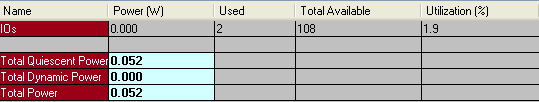 Name Power (W) Used Total Available Utilization (%)
IOs 0.000 2 108 1.9
Total Quiescent Power 0.052
Total Dynamic Power 0.000
Total Power 0.052